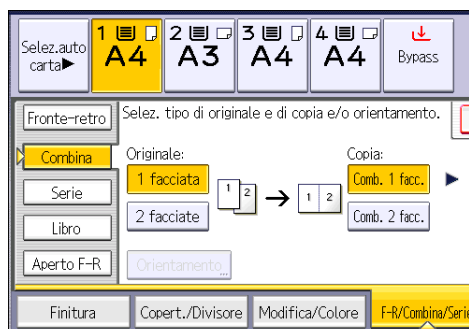 Selez.auto
carta▶
1
A4
2
A3
3
A4
4
A4
Bypass
Fronte-retro
Combina
Serie
Libro
Aperto F-R
Selez. tipo di originale e di copia e/o orientamento.
Originale:
1 facciata
2 facciate
1
2
1 2
Copia:
Comb. 1 facc.
Comb. 2 facc.
Orientamento
Finitura
Copert./Divisore
Modifica/Colore
F-R/Combina/Serie